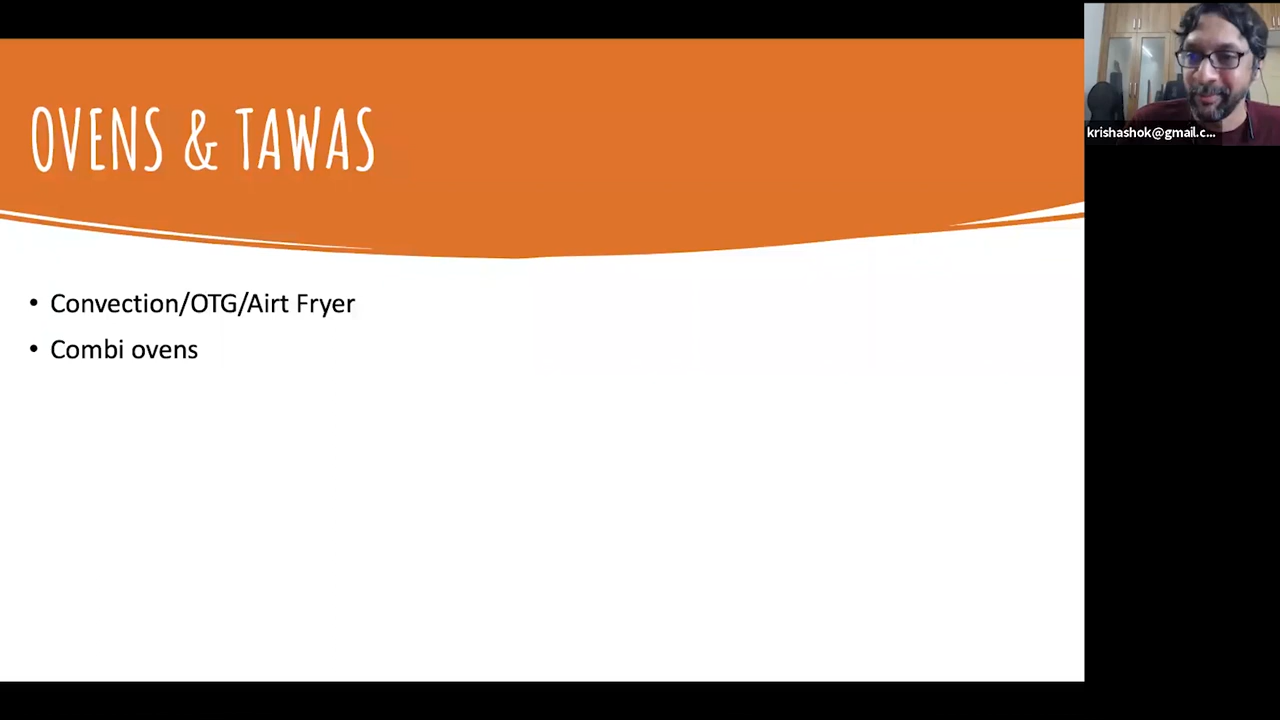 OVENS & TAWAS
• Convection/OTG/Airt Fryer
• Combi ovens
krishashok@gmail.c...